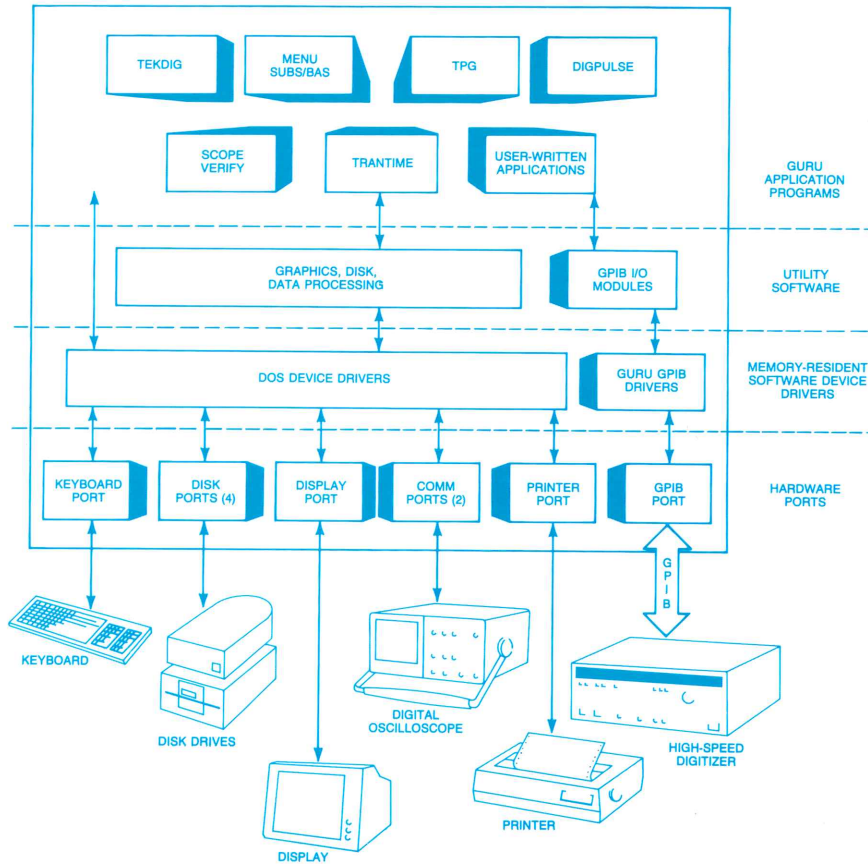 TEKDIG
MENU
SUBS/BAS
TPG
DIGPULSE
SCOPE
VERIFY
TRANTIME
USER-WRITTEN
APPLICATIONS
GURU
APPLICATION
PROGRAMS
GRAPHICS, DISK,
DATA PROCESSING
GPIB I/O
MODULES
UTILITY
SOFTWARE
DOS DEVICE DRIVERS
GURU GPIB
DRIVERS
MEMORY-RESIDENT
SOFTWARE DEVICE
DRIVERS
KEYBOARD
PORT
DISK
PORTS (4)
DISPLAY
PORT
COMM
PORTS (2)
PRINTER
PORT
GPIB
PORT
HARDWARE
PORTS
GPIB
KEYBOARD
DISK DRIVES
DIGITAL
OSCILLOSCOPE
HIGH-SPEED
DIGITIZER
PRINTER
DISPLAY